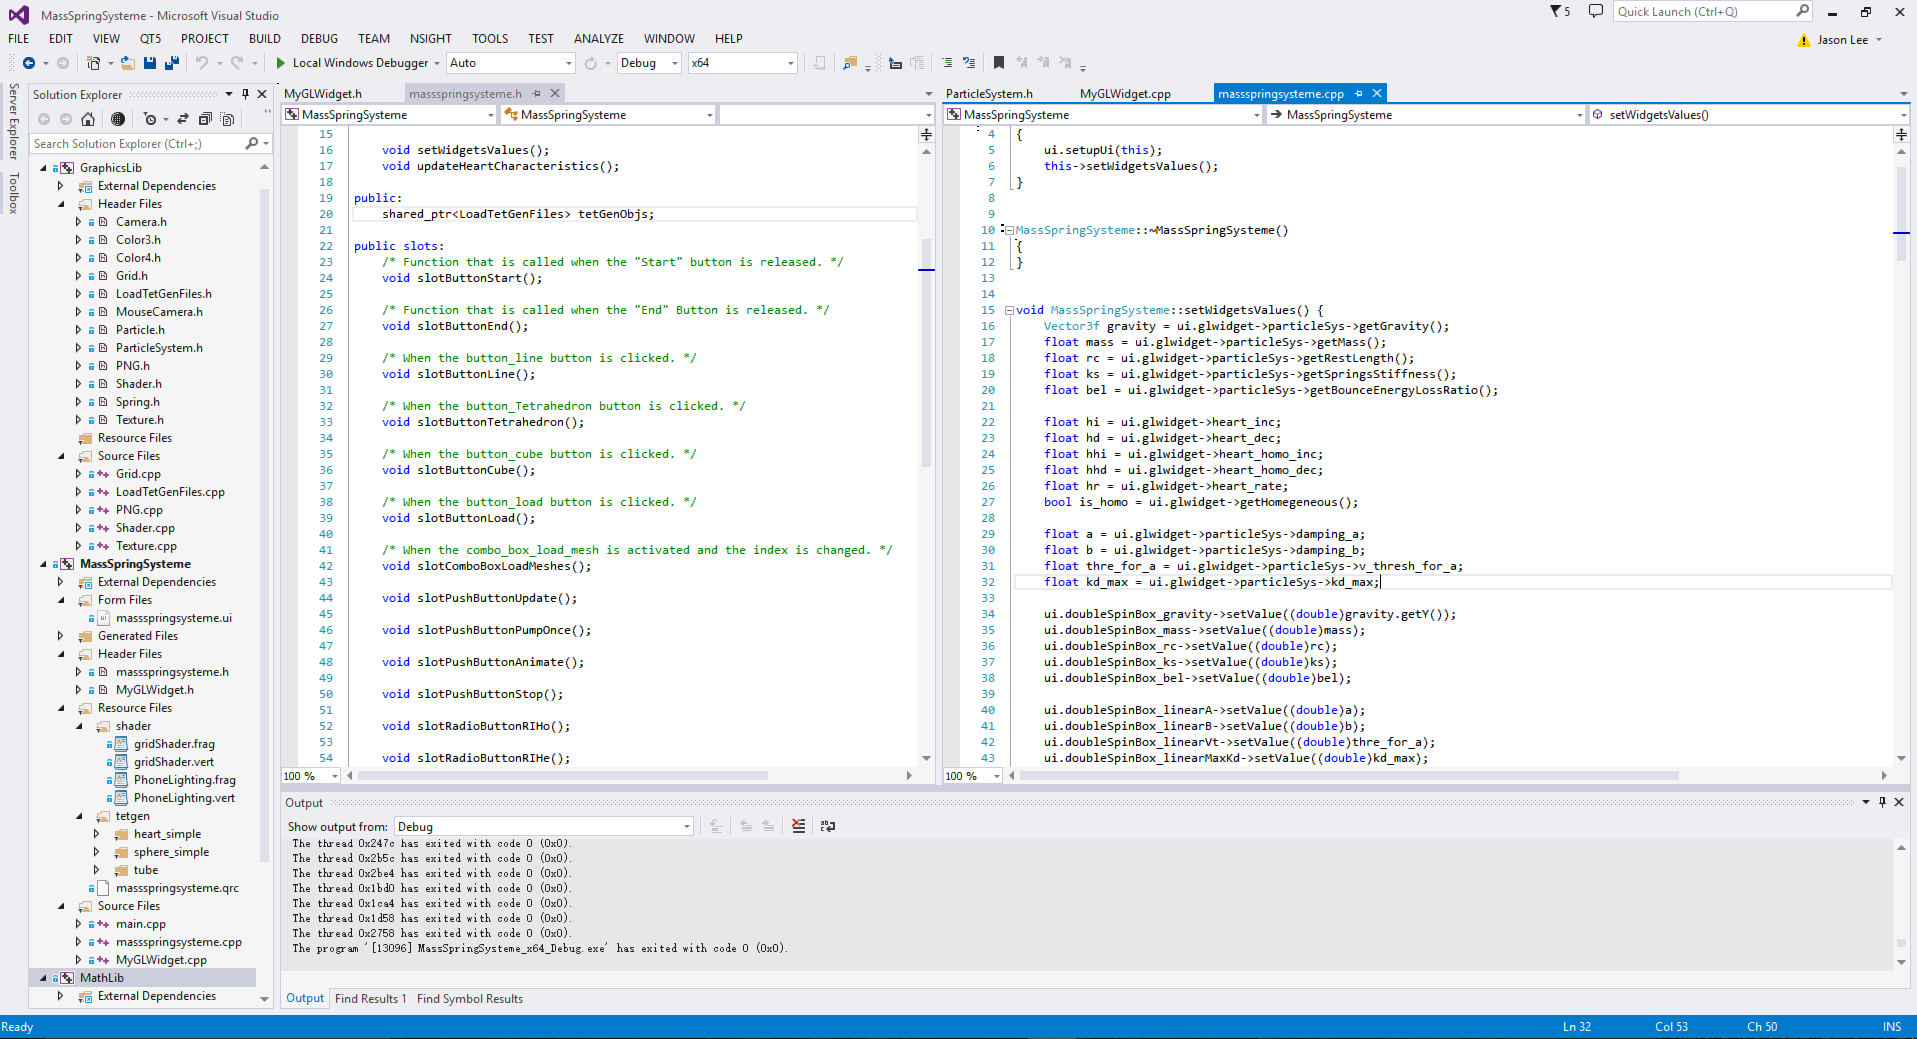 MassSpringSysteme - Microsoft Visual Studio
5
Quick Launch (Ctrl+Q)
FILE EDIT VIEW QT5 PROJECT BUILD DEBUG TEAM NSIGHT TOOLS TEST ANALYZE WINDOW HELP
Jason Lee
Local Windows Debugger Auto Debug x64
Server Explorer
Toolbox
Solution Explorer
Search Solution Explorer (Ctrl+;)
GraphicsLib
External Dependencies
Header Files
Camera.h
Color3.h
Color4.h
Grid.h
LoadTetGenFiles.h
MouseCamera.h
Particle.h
ParticleSystem.h
PNG.h
Shader.h
Spring.h
Texture.h
Resource Files
Source Files
Grid.cpp
LoadTetGenFiles.cpp
PNG.cpp
Shader.cpp
Texture.cpp
MassSpringSysteme
External Dependencies
Form Files
massspringsysteme.ui
Generated Files
Header Files
massspringsysteme.h
MyGLWidget.h
Resource Files
shader
gridShader.frag
gridShader.vert
PhoneLighting.frag
PhoneLighting.vert
tetgen
heart_simple
sphere_simple
tube
massspringsysteme.qrc
Source Files
main.cpp
massspringsysteme.cpp
MyGLWidget.cpp
MathLib
External Dependencies
MyGLWidget.h massspringsysteme.h
MassSpringSysteme MassSpringSysteme
15
16 void setWidgetsValues();
17 void updateHeartCharacteristics();
18
19 public:
20 shared_ptr<LoadTetGenFiles> tetGenObjs;
21
22 public slots:
23 /* Function that is called when the "Start" button is released. */
24 void slotButtonStart();
25
26 /* Function that is called when the "End" Button is released. */
27 void slotButtonEnd();
28
29 /* When the button_line button is clicked. */
30 void slotButtonLine();
31
32 /* When the button_Tetrahedron button is clicked. */
33 void slotButtonTetrahedron();
34
35 /* When the button_cube button is clicked. */
36 void slotButtonCube();
37
38 /* When the button_load button is clicked. */
39 void slotButtonLoad();
40
41 /* When the combo_box_load_mesh is activated and the index is changed. */
42 void slotComboBoxLoadMeshes();
43
44 void slotPushButtonUpdate();
45
46 void slotPushButtonPumpOnce();
47
48 void slotPushButtonAnimate();
49
50 void slotPushButtonStop();
51
52 void slotRadioButtonRIHo();
53
54 void slotRadioButtonRIHe();
100 %
ParticleSystem.h MyGLWidget.cpp massspringsysteme.cpp
MassSpringSysteme MassSpringSysteme setWidgetsValues()
4 {
5 ui.setupUi(this);
6 this->setWidgetsValues();
7 }
8
9
10 MassSpringSysteme::~MassSpringSysteme()
11 {
12 }
13
14
15 void MassSpringSysteme::setWidgetsValues() {
16 Vector3f gravity = ui.glwidget->particleSys->getGravity();
17 float mass = ui.glwidget->particleSys->getMass();
18 float rc = ui.glwidget->particleSys->getRestLength();
19 float ks = ui.glwidget->particleSys->getSpringsStiffness();
20 float bel = ui.glwidget->particleSys->getBounceEnergyLossRatio();
21
22 float hi = ui.glwidget->heart_inc;
23 float hd = ui.glwidget->heart_dec;
24 float hhi = ui.glwidget->heart_homo_inc;
25 float hhd = ui.glwidget->heart_homo_dec;
26 float hr = ui.glwidget->heart_rate;
27 bool is_homo = ui.glwidget->getHomegeneous();
28
29 float a = ui.glwidget->particleSys->damping_a;
30 float b = ui.glwidget->particleSys->damping_b;
31 float thre_for_a = ui.glwidget->particleSys->v_thresh_for_a;
32 float kd_max = ui.glwidget->particleSys->kd_max;
33
34 ui.doubleSpinBox_gravity->setValue((double)gravity.getY());
35 ui.doubleSpinBox_mass->setValue((double)mass);
36 ui.doubleSpinBox_rc->setValue((double)rc);
37 ui.doubleSpinBox_ks->setValue((double)ks);
38 ui.doubleSpinBox_bel->setValue((double)bel);
39
40 ui.doubleSpinBox_linearA->setValue((double)a);
41 ui.doubleSpinBox_linearB->setValue((double)b);
42 ui.doubleSpinBox_linearVt->setValue((double)thre_for_a);
43 ui.doubleSpinBox_linearMaxKd->setValue((double)kd_max);
100 %
Output
Show output from: Debug
The thread 0x247c has exited with code 0 (0x0).
The thread 0x2b5c has exited with code 0 (0x0).
The thread 0x2be4 has exited with code 0 (0x0).
The thread 0x1bd0 has exited with code 0 (0x0).
The thread 0x1ca4 has exited with code 0 (0x0).
The thread 0x1d58 has exited with code 0 (0x0).
The thread 0x2758 has exited with code 0 (0x0).
The program '[13096] MassSpringSysteme_x64_Debug.exe' has exited with code 0 (0x0).
Output Find Results 1 Find Symbol Results
Ready Ln 32 Col 53 Ch 50 INS